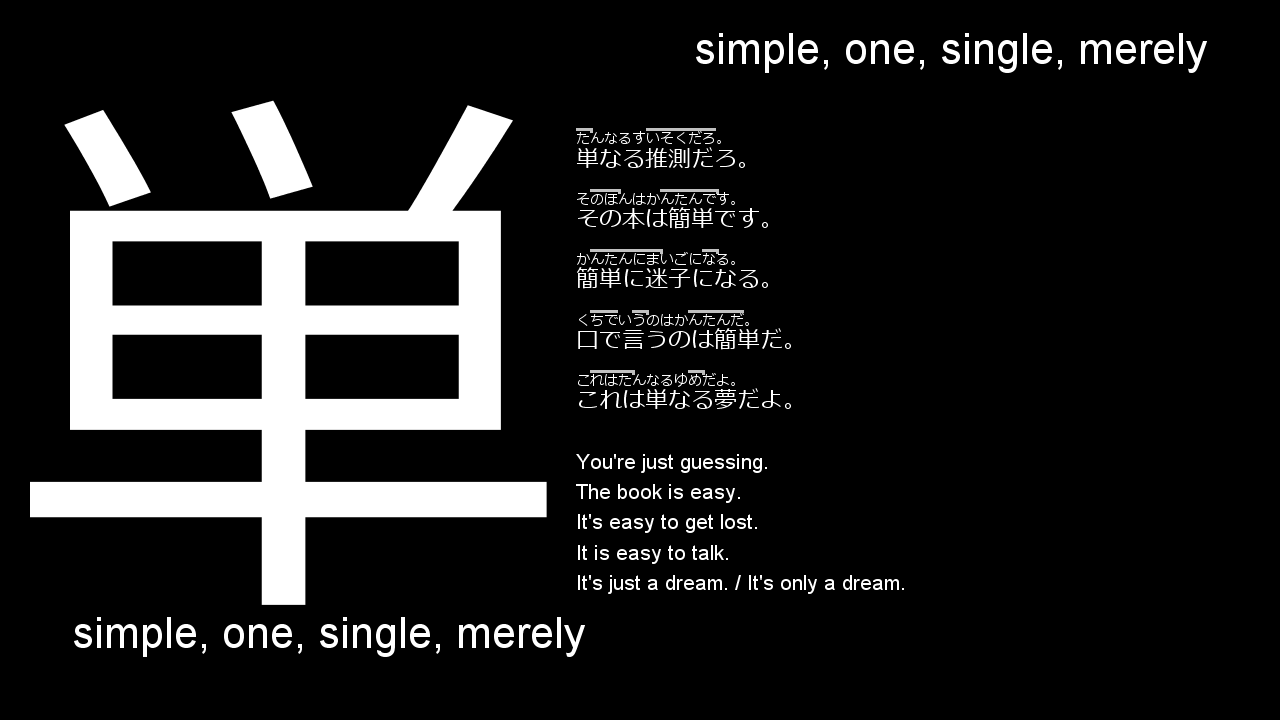 simple, one, single, merely
単
たんなるすいそくだろ。
単なる推測だろ。
そのほんはかんたんです。
その本は簡単です。
かんたんにまいごになる。
簡単に迷子になる。
くちでいうのはかんたんだ。
口で言うのは簡単だ。
これはたんなるゆめだよ。
これは単なる夢だよ。
You're just guessing.
The book is easy.
It's easy to get lost.
It is easy to talk.
It's just a dream. / It's only a dream.
simple, one, single, merely